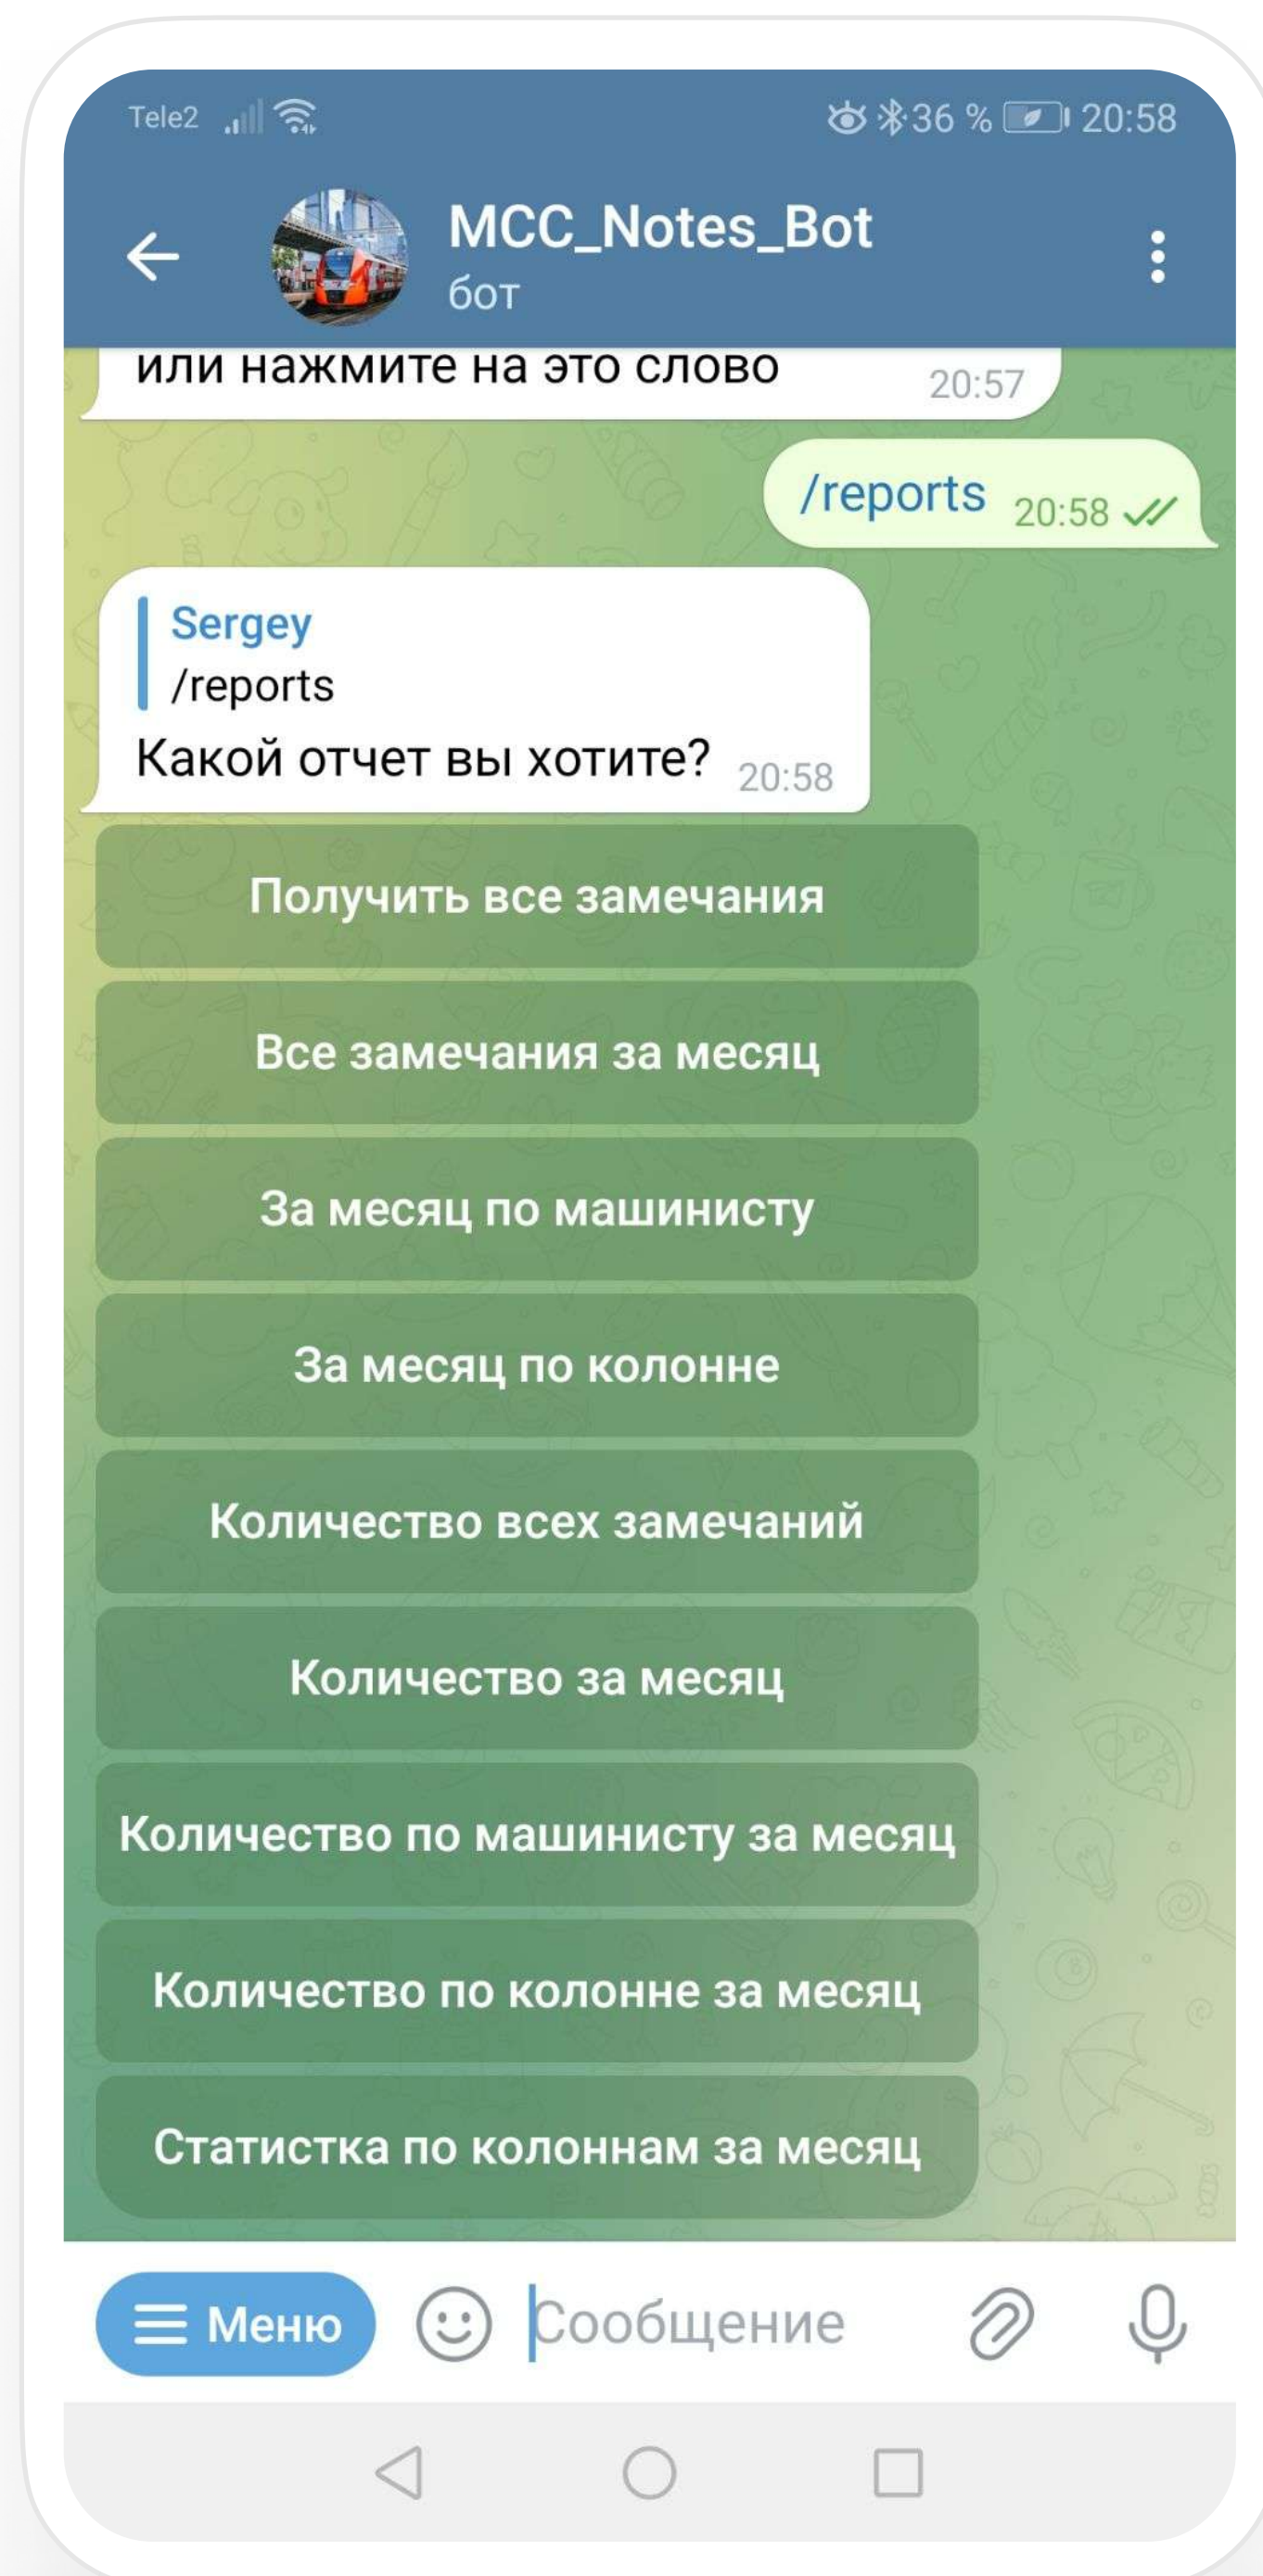 Tele2 36 % 20:58
MCC_Notes_Bot
бот
или нажмите на это слово 20:57
/reports 20:58
Sergey
/reports
Какой отчет вы хотите? 20:58
Получить все замечания
Все замечания за месяц
За месяц по машинисту
За месяц по колонне
Количество всех замечаний
Количество за месяц
Количество по машинисту за месяц
Количество по колонне за месяц
Статистка по колоннам за месяц
Меню Сообщение